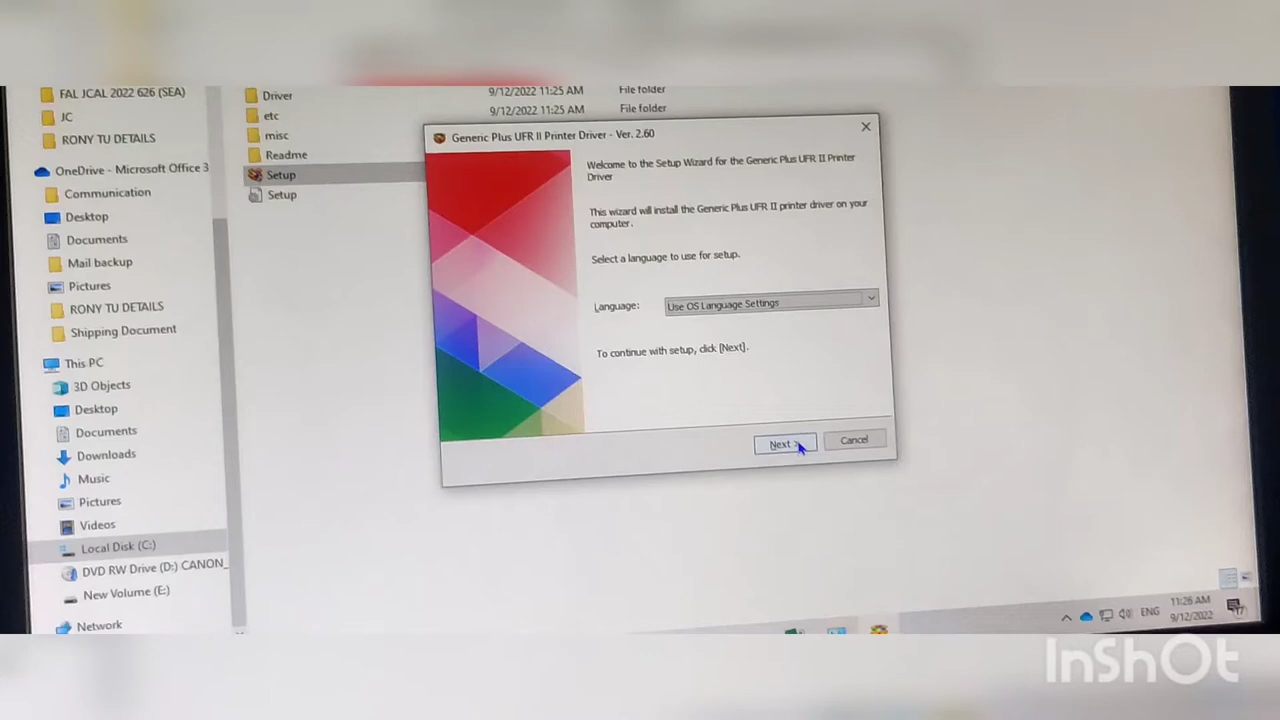 FAL JCAL 2022 626 (SEA)
JC
RONY TU DETAILS
OneDrive - Microsoft Office 3
Communication
Desktop
Documents
Mail backup
Pictures
RONY TU DETAILS
Shipping Document
This PC
3D Objects
Desktop
Documents
Downloads
Music
Pictures
Videos
Local Disk (C:)
DVD RW Drive (D:) CANON_
New Volume (E:)
Network
Driver 9/12/2022 11:25 AM File folder
etc 9/12/2022 11:25 AM File folder
misc
Readme
Setup
Setup
Generic Plus UFR II Printer Driver - Ver. 2.60
Welcome to the Setup Wizard for the Generic Plus UFR II Printer
Driver
This wizard will install the Generic Plus UFR II printer driver on your
computer.
Select a language to use for setup.
Language: Use OS Language Settings
To continue with setup, click [Next].
Next >
Cancel
ENG
11:26 AM
9/12/2022
17
InShOt